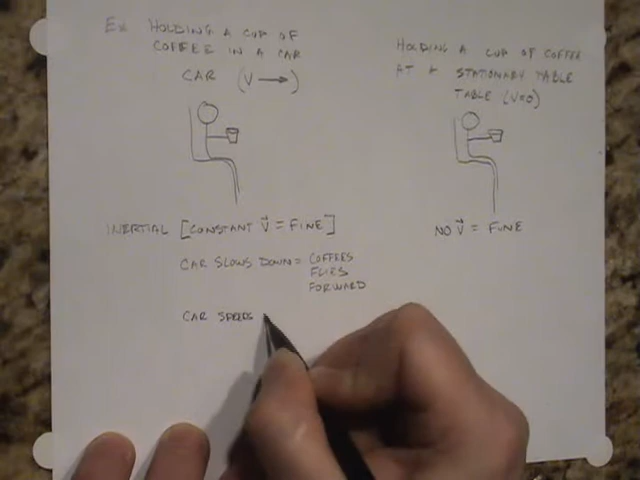 Ex HOLDING A CUP OF
COFFEE IN A CAR
CAR (V →)
INERTIAL [CONSTANT V⃗ = FINE]
CAR SLOWS DOWN = COFFEES
FLIES
FORWARD
CAR SPEEDS
HOLDING A CUP OF COFFEE
AT A STATIONARY TABLE
TABLE (V=0)
NO V⃗ = FINE